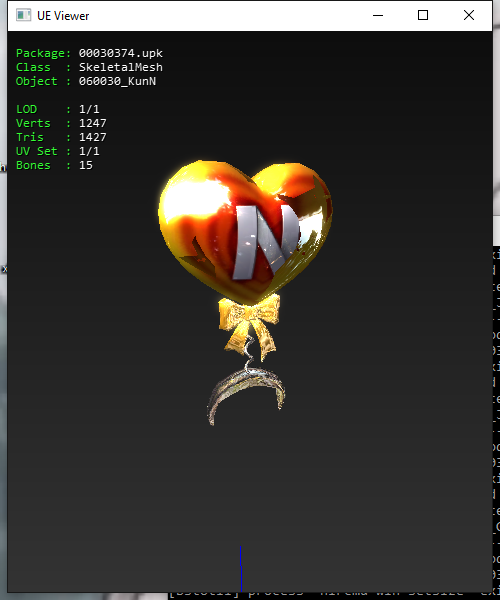 UE Viewer
Package: 00030374.upk
Class : SkeletalMesh
Object : 060030_KunN
LOD : 1/1
Verts : 1247
Tris : 1427
UV Set : 1/1
Bones : 15
N